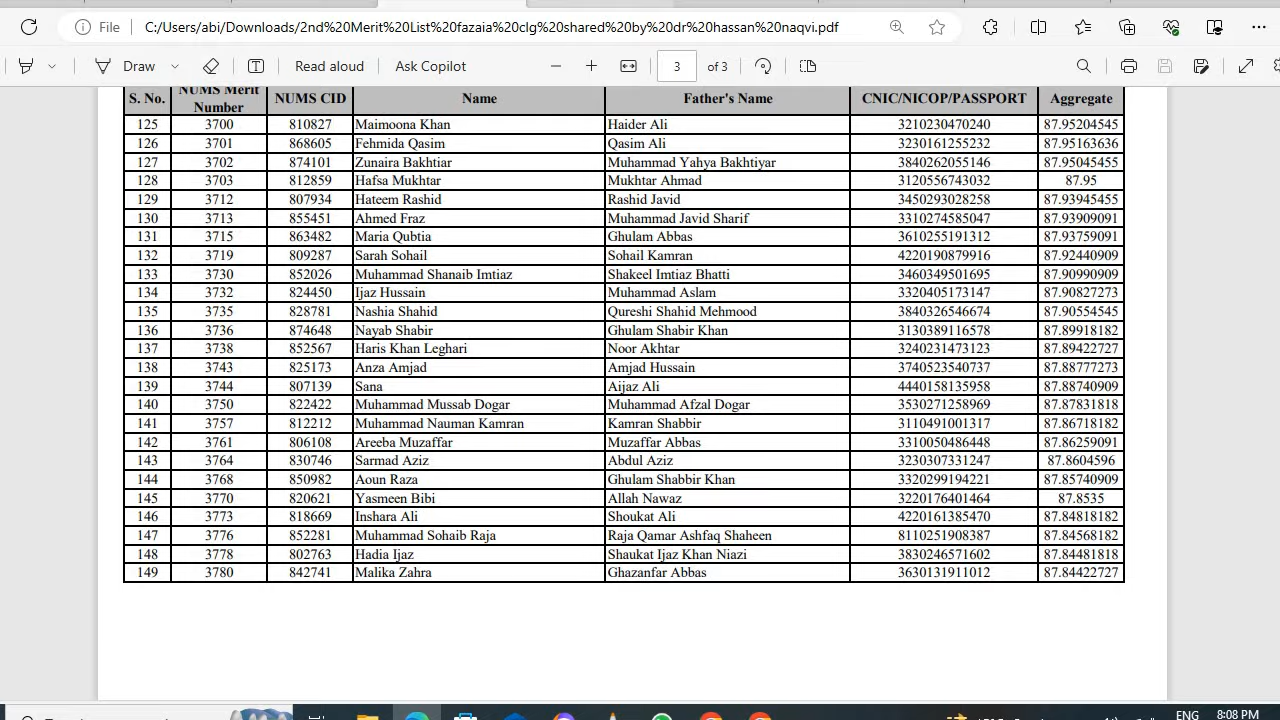 File C:/Users/abi/Downloads/2nd%20Merit%20List%20fazaia%20clg%20shared%20by%20dr%20hassan%20naqvi.pdf
Draw Read aloud Ask Copilot 3 of 3
S. No. NUMS Merit Number NUMS CID Name Father's Name CNIC/NICOP/PASSPORT Aggregate
125 3700 810827 Maimoona Khan Haider Ali 3210230470240 87.95204545
126 3701 868605 Fehmida Qasim Qasim Ali 3230161255232 87.95163636
127 3702 874101 Zunaira Bakhtiar Muhammad Yahya Bakhtiyar 3840262055146 87.95045455
128 3703 812859 Hafsa Mukhtar Mukhtar Ahmad 3120556743032 87.95
129 3712 807934 Hateem Rashid Rashid Javid 3450293028258 87.93945455
130 3713 855451 Ahmed Fraz Muhammad Javid Sharif 3310274585047 87.93909091
131 3715 863482 Maria Qubtia Ghulam Abbas 3610255191312 87.93759091
132 3719 809287 Sarah Sohail Sohail Kamran 4220190879916 87.92440909
133 3730 852026 Muhammad Shanaib Imtiaz Shakeel Imtiaz Bhatti 3460349501695 87.90990909
134 3732 824450 Ijaz Hussain Muhammad Aslam 3320405173147 87.90827273
135 3735 828781 Nashia Shahid Qureshi Shahid Mehmood 3840326546674 87.90554545
136 3736 874648 Nayab Shabir Ghulam Shabir Khan 3130389116578 87.89918182
137 3738 852567 Haris Khan Leghari Noor Akhtar 3240231473123 87.89422727
138 3743 825173 Anza Amjad Amjad Hussain 3740523540737 87.88777273
139 3744 807139 Sana Aijaz Ali 4440158135958 87.88740909
140 3750 822422 Muhammad Mussab Dogar Muhammad Afzal Dogar 3530271258969 87.87831818
141 3757 812212 Muhammad Nauman Kamran Kamran Shabbir 3110491001317 87.86718182
142 3761 806108 Areeba Muzaffar Muzaffar Abbas 3310050486448 87.86259091
143 3764 830746 Sarmad Aziz Abdul Aziz 3230307331247 87.8604596
144 3768 850982 Aoun Raza Ghulam Shabbir Khan 3320299194221 87.85740909
145 3770 820621 Yasmeen Bibi Allah Nawaz 3220176401464 87.8535
146 3773 818669 Inshara Ali Shoukat Ali 4220161385470 87.84818182
147 3776 852281 Muhammad Sohaib Raja Raja Qamar Ashfaq Shaheen 8110251908387 87.84568182
148 3778 802763 Hadia Ijaz Shaukat Ijaz Khan Niazi 3830246571602 87.84481818
149 3780 842741 Malika Zahra Ghazanfar Abbas 3630131911012 87.84422727
ENG 8:08 PM